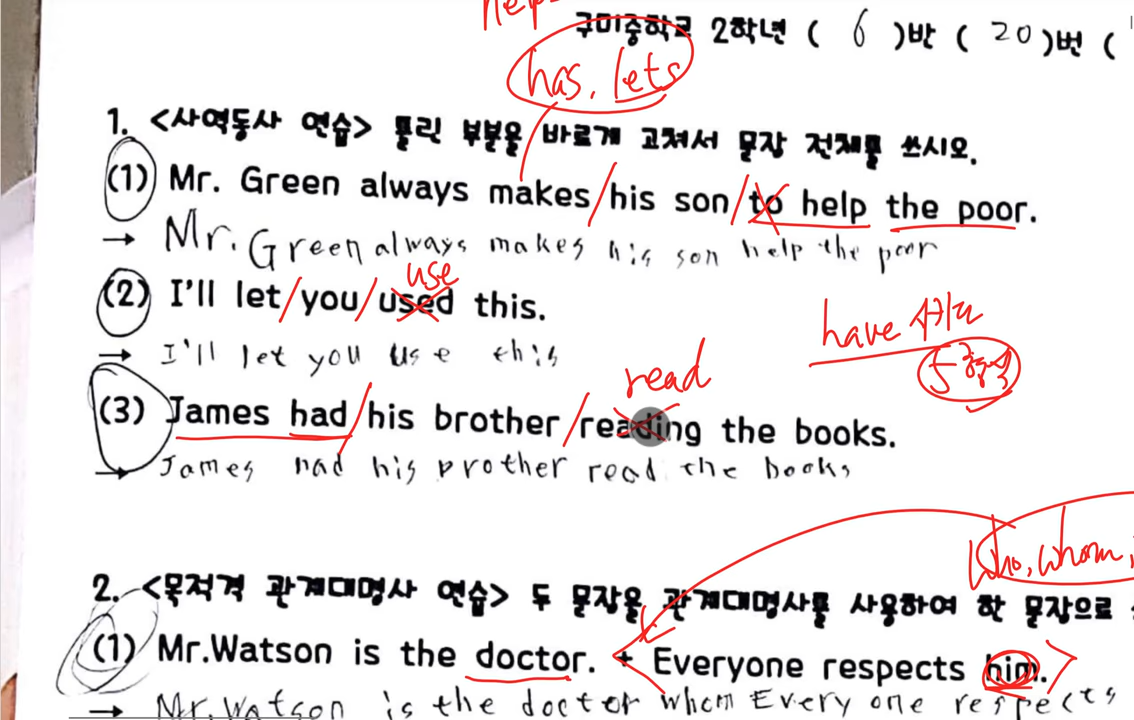 help
구미중학교 2학년 ( 6 )반 ( 20 )번 (
has, lets
1. <사역동사 연습> 틀린 부분을 바르게 고쳐서 문장 전체를 쓰시오.
(1) Mr. Green always makes / his son / to help the poor.
→ Mr. Green always makes his son help the poor
use
(2) I'll let / you / used this.
→ I'll let you use this
have 사역
5형식
read
(3) James had / his brother / reading the books.
→ James had his brother read the books
who, whom,
2. <목적격 관계대명사 연습> 두 문장을 관계대명사를 사용하여 한 문장으로
(1) Mr.Watson is the doctor. + Everyone respects him.
→ Mr. Watson is the doctor whom Every one respects